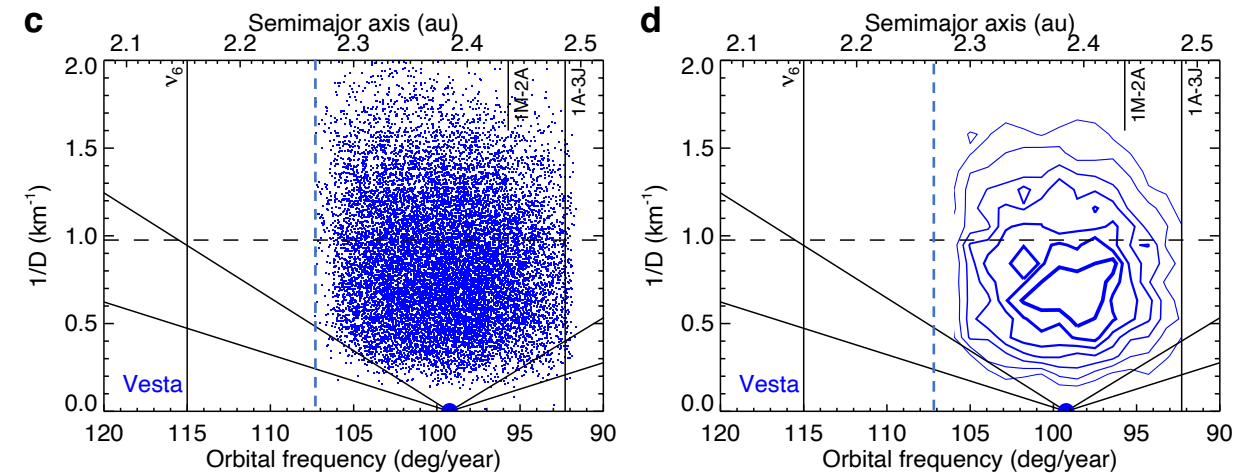 c
Semimajor axis (au)
2.1 2.2 2.3 2.4 2.5
ν6
1M-2A
1A-3J
2.0
1.5
1.0
0.5
0.0
1/D (km-1)
Vesta
120 115 110 105 100 95 90
Orbital frequency (deg/year)
d
Semimajor axis (au)
2.1 2.2 2.3 2.4 2.5
ν6
1M-2A
1A-3J
2.0
1.5
1.0
0.5
0.0
1/D (km-1)
Vesta
120 115 110 105 100 95 90
Orbital frequency (deg/year)